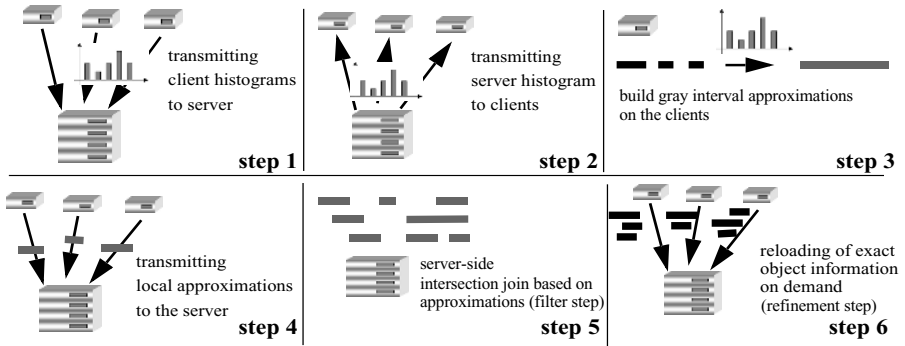 transmitting
client histograms
to server
step 1
transmitting
server histogram
to clients
step 2
build gray interval approximations
on the clients
step 3
transmitting
local approximations
to the server
step 4
server-side
intersection join based on
approximations (filter step)
step 5
reloading of exact
object information
on demand
(refinement step)
step 6